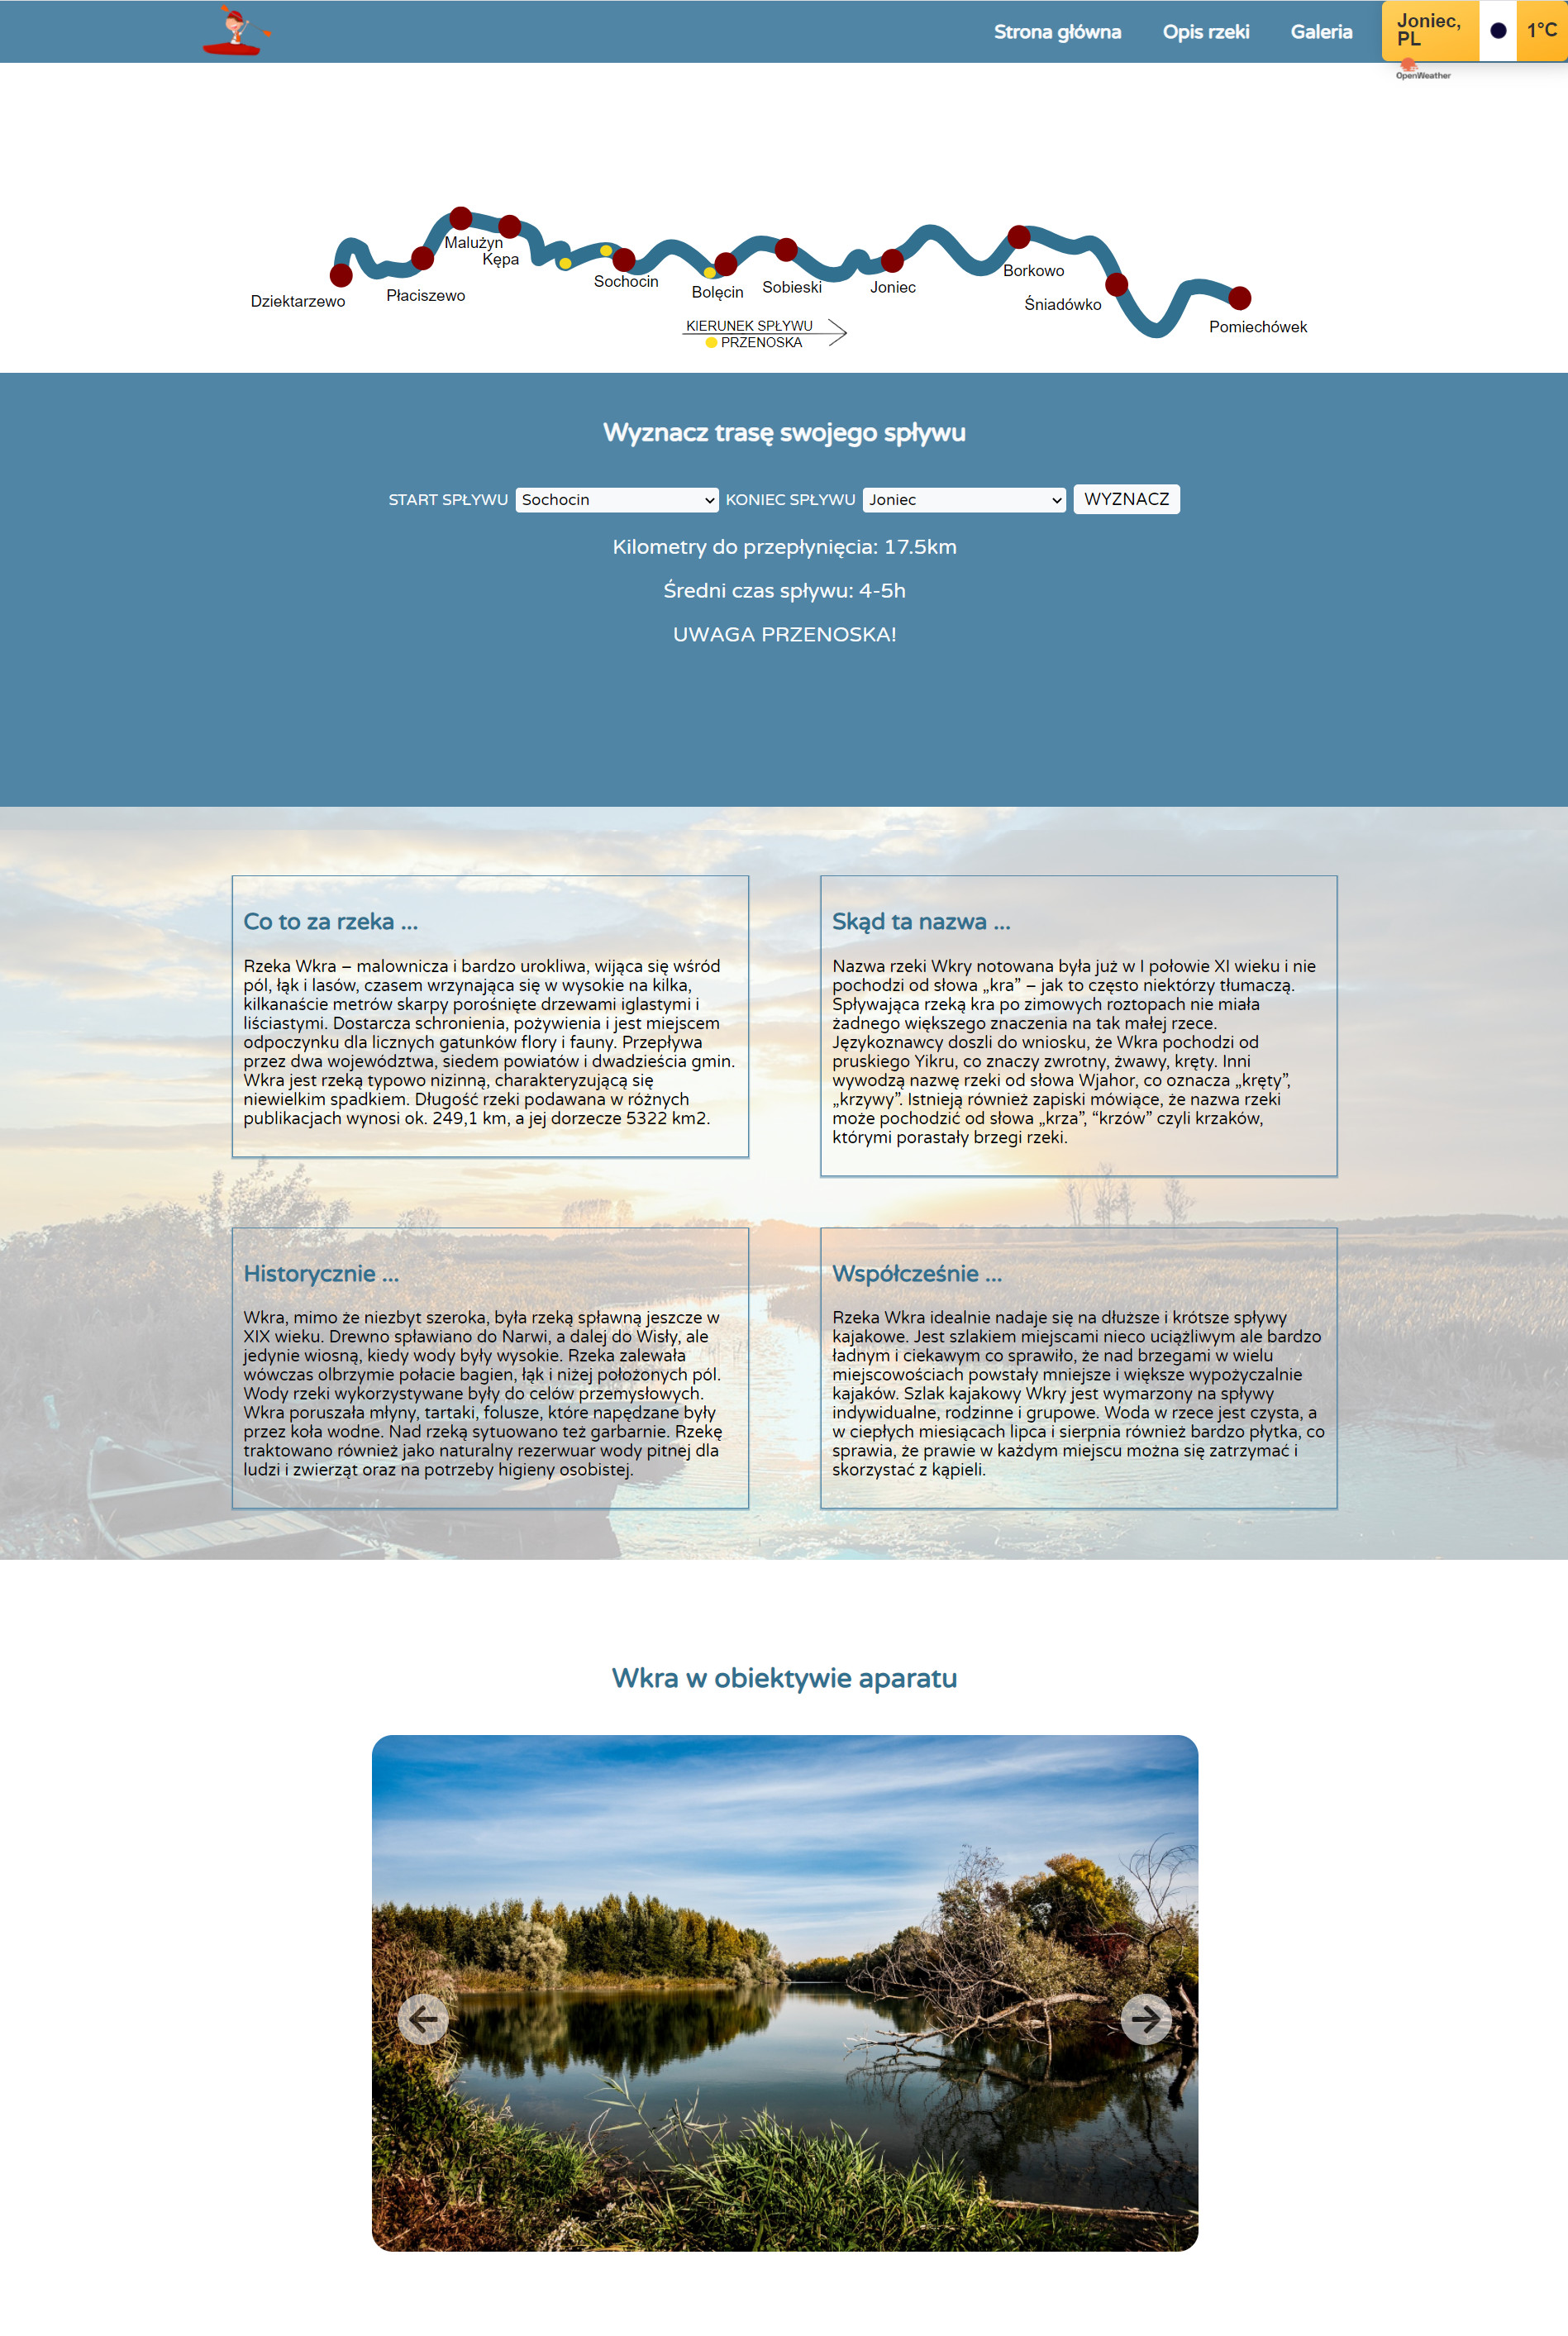 Strona główna
Opis rzeki
Galeria
Joniec,
PL
1°C
OpenWeather
Malużyn
Kępa
Dziektarzewo
Płaciszewo
Sochocin
Bolęcin
Sobieski
Joniec
Borkowo
Śniadówko
Pomiechówek
KIERUNEK SPŁYWU
PRZENOSKA
Wyznacz trasę swojego spływu
START SPŁYWU Sochocin KONIEC SPŁYWU Joniec WYZNACZ
Kilometry do przepłynięcia: 17.5km
Średni czas spływu: 4-5h
UWAGA PRZENOSKA!
Co to za rzeka ...
Rzeka Wkra – malownicza i bardzo urokliwa, wijąca się wśród
pól, łąk i lasów, czasem wrzynająca się w wysokie na kilka,
kilkanaście metrów skarpy porośnięte drzewami iglastymi i
liściastymi. Dostarcza schronienia, pożywienia i jest miejscem
odpoczynku dla licznych gatunków flory i fauny. Przepływa
przez dwa województwa, siedem powiatów i dwadzieścia gmin.
Wkra jest rzeką typowo nizinną, charakteryzującą się
niewielkim spadkiem. Długość rzeki podawana w różnych
publikacjach wynosi ok. 249,1 km, a jej dorzecze 5322 km2.
Skąd ta nazwa ...
Nazwa rzeki Wkry notowana była już w I połowie XI wieku i nie
pochodzi od słowa „kra” – jak to często niektórzy tłumaczą.
Spływająca rzeką kra po zimowych roztopach nie miała
żadnego większego znaczenia na tak małej rzece.
Językoznawcy doszli do wniosku, że Wkra pochodzi od
pruskiego Yikru, co znaczy zwrotny, żwawy, kręty. Inni
wywodzą nazwę rzeki od słowa Wjahor, co oznacza „kręty”,
„krzywy”. Istnieją również zapiski mówiące, że nazwa rzeki
może pochodzić od słowa „krza”, “krzów” czyli krzaków,
którymi porastały brzegi rzeki.
Historycznie ...
Wkra, mimo że niezbyt szeroka, była rzeką spławną jeszcze w
XIX wieku. Drewno spławiano do Narwi, a dalej do Wisły, ale
jedynie wiosną, kiedy wody były wysokie. Rzeka zalewała
wówczas olbrzymie połacie bagien, łąk i niżej położonych pól.
Wody rzeki wykorzystywane były do celów przemysłowych.
Wkra poruszała młyny, tartaki, folusze, które napędzane były
przez koła wodne. Nad rzeką sytuowano też garbarnie. Rzekę
traktowano również jako naturalny rezerwuar wody pitnej dla
ludzi i zwierząt oraz na potrzeby higieny osobistej.
Współcześnie ...
Rzeka Wkra idealnie nadaje się na dłuższe i krótsze spływy
kajakowe. Jest szlakiem miejscami nieco uciążliwym ale bardzo
ładnym i ciekawym co sprawiło, że nad brzegami w wielu
miejscowościach powstały mniejsze i większe wypożyczalnie
kajaków. Szlak kajakowy Wkry jest wymarzony na spływy
indywidualne, rodzinne i grupowe. Woda w rzece jest czysta, a
w ciepłych miesiącach lipca i sierpnia również bardzo płytka, co
sprawia, że prawie w każdym miejscu można się zatrzymać i
skorzystać z kąpieli.
Wkra w obiektywie aparatu